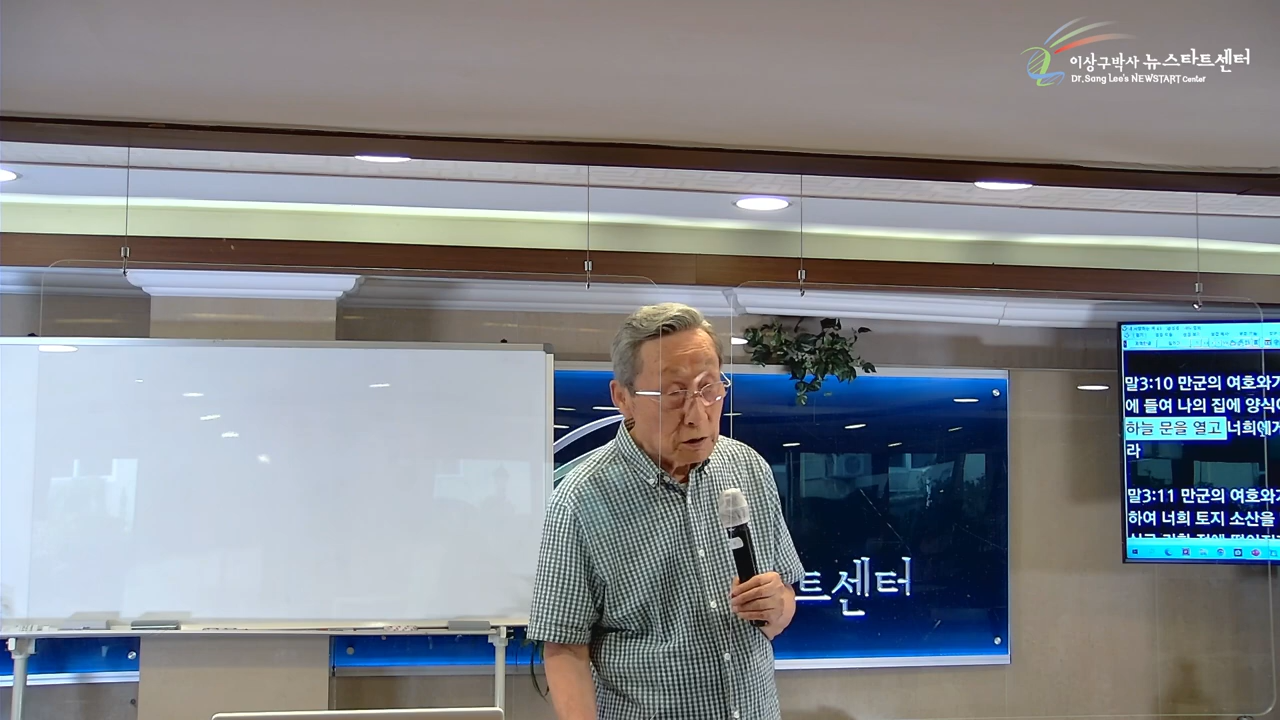 이상구박사 뉴스타트센터
Dr. Sang Lee's NEWSTART Center
말3:10 만군의 여호와가
에 들여 나의 집에 양식이
하늘 문을 열고 너희에게
라
말3:11 만군의 여호와가
하여 너희 토지 소산을
트센터